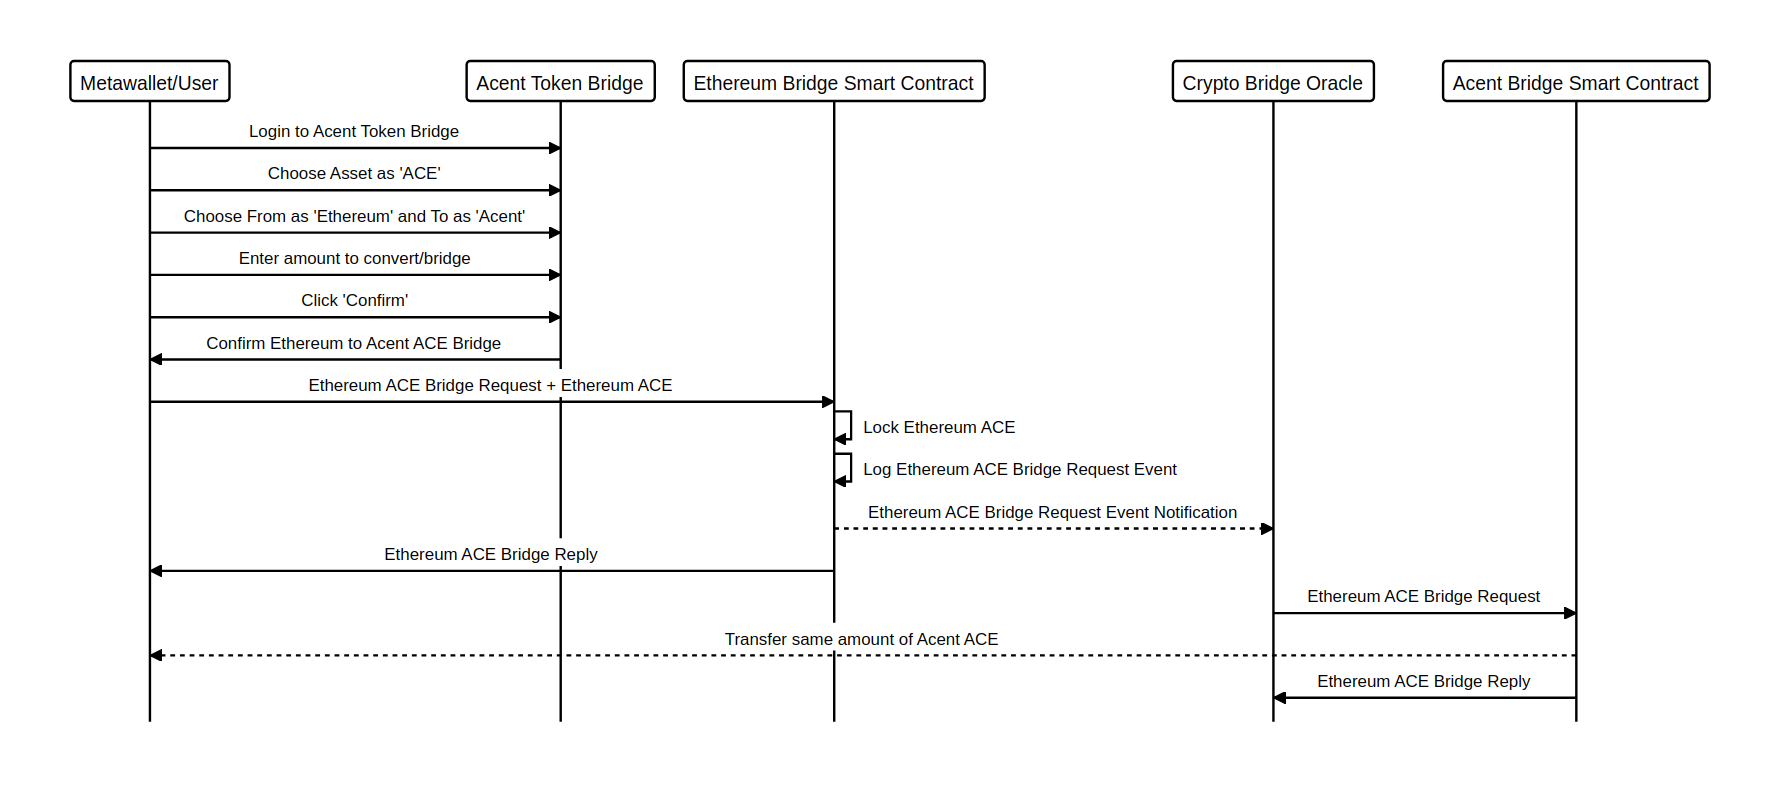 Metawallet/User
Acent Token Bridge
Ethereum Bridge Smart Contract
Crypto Bridge Oracle
Acent Bridge Smart Contract
Login to Acent Token Bridge
Choose Asset as 'ACE'
Choose From as 'Ethereum' and To as 'Acent'
Enter amount to convert/bridge
Click 'Confirm'
Confirm Ethereum to Acent ACE Bridge
Ethereum ACE Bridge Request + Ethereum ACE
Lock Ethereum ACE
Log Ethereum ACE Bridge Request Event
Ethereum ACE Bridge Request Event Notification
Ethereum ACE Bridge Reply
Ethereum ACE Bridge Request
Transfer same amount of Acent ACE
Ethereum ACE Bridge Reply